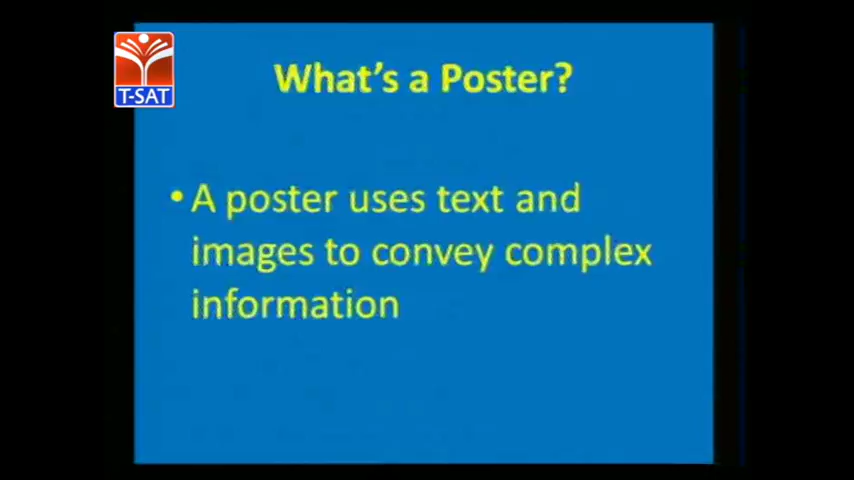 T-SAT
What's a Poster?
• A poster uses text and
images to convey complex
information